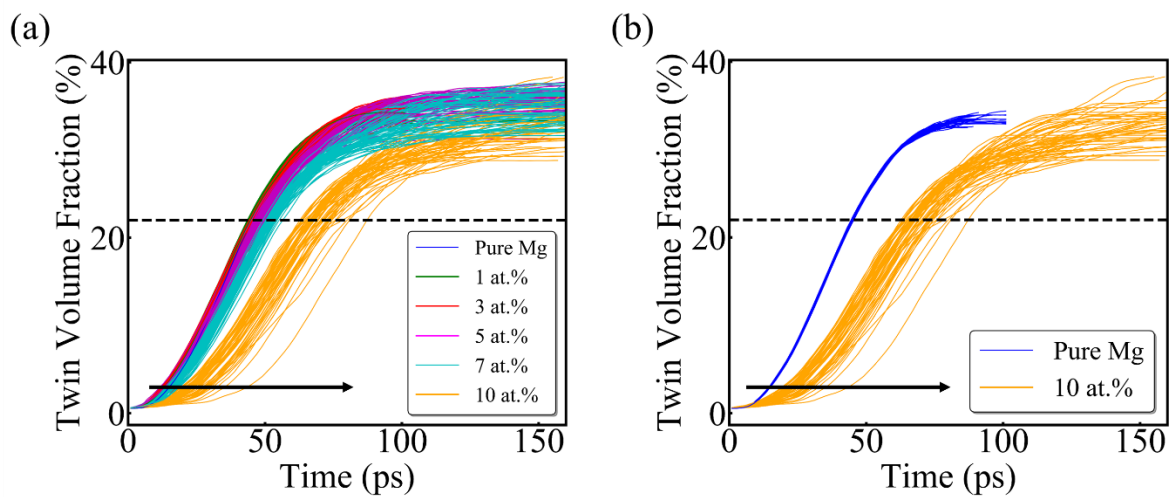 (a)
Twin Volume Fraction (%)
40
20
0
0 50 100 150
Time (ps)
Pure Mg
1 at.%
3 at.%
5 at.%
7 at.%
10 at.%
(b)
Twin Volume Fraction (%)
40
20
0
0 50 100 150
Time (ps)
Pure Mg
10 at.%